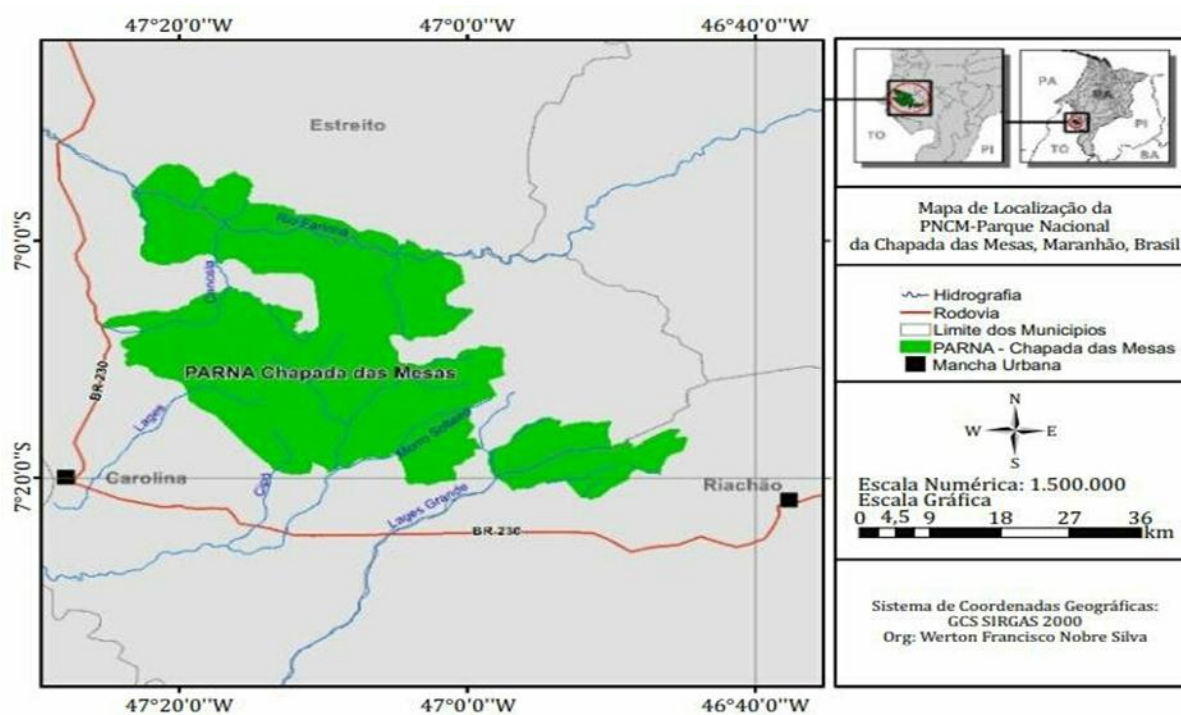 47°20'0''W 47°0'0''W 46°40'0''W
Estreito
7°0'0''S
Rio Farinha
PARNA Chapada das Mesas
BR-230
Lages
Morro Solteiro
7°20'0''S
Carolina
Riachão
Lages Grande
BR-230
47°20'0''W 47°0'0''W 46°40'0''W
TO
PI
PA
PI
TO
BA
Mapa de Localização da
PNCM-Parque Nacional
da Chapada das Mesas, Maranhão, Brasil
Hidrografia
Rodovia
Limite dos Municipios
PARNA - Chapada das Mesas
Mancha Urbana
N
W E
S
Escala Numérica: 1.500.000
Escala Gráfica
0 4,5 9 18 27 36
km
Sistema de Coordenadas Geográficas:
GCS SIRGAS 2000
Org: Werton Francisco Nobre Silva